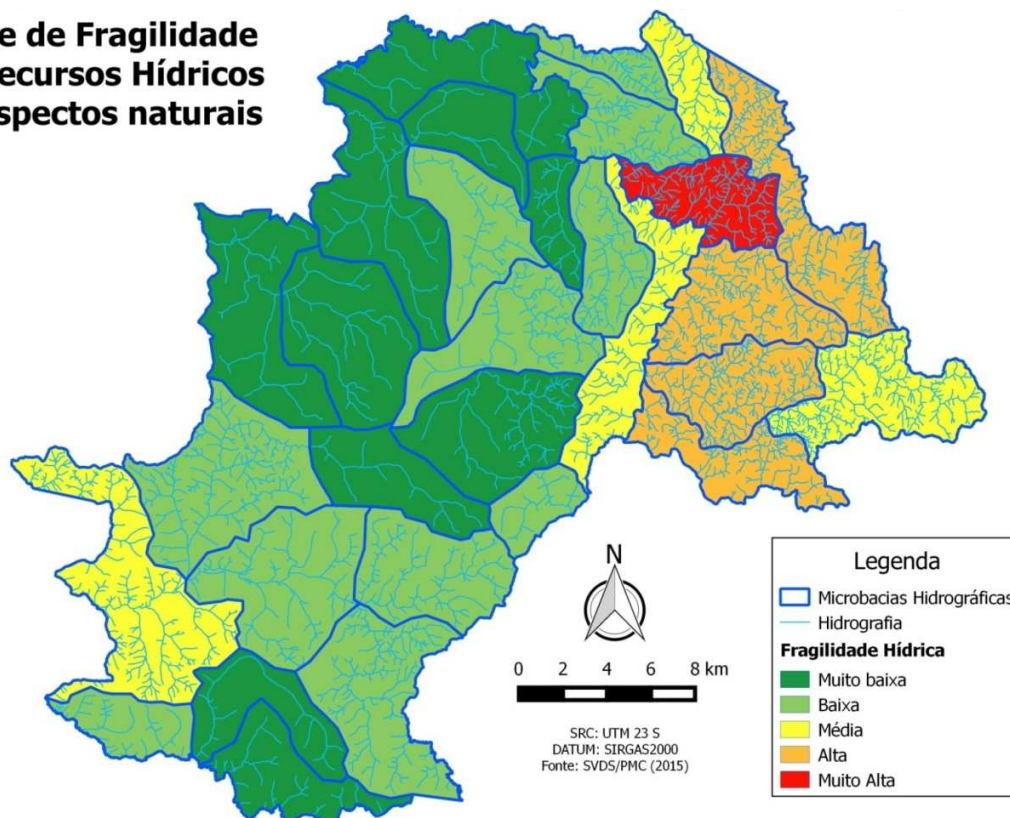 e de Fragilidade
ecursos Hídricos
spectos naturais
N
0 2 4 6 8 km
SRC: UTM 23 S
DATUM: SIRGAS2000
Fonte: SVDS/PMC (2015)
Legenda
Microbacias Hidrográficas
Hidrografia
Fragilidade Hídrica
Muito baixa
Baixa
Média
Alta
Muito Alta